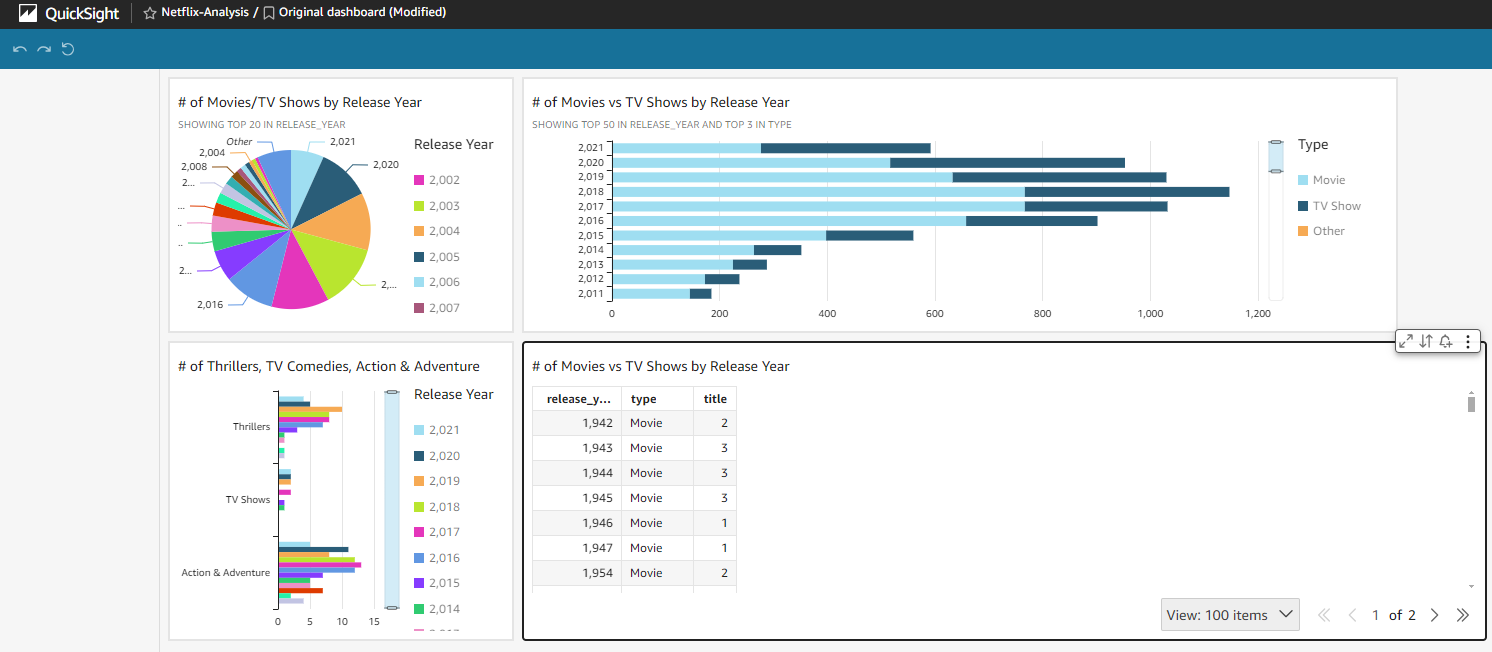 QuickSight
Netflix-Analysis / Original dashboard (Modified)
# of Movies/TV Shows by Release Year
SHOWING TOP 20 IN RELEASE_YEAR
Other
2,021
2,004
2,020
2,008
2...
...
..
..
2...
2,016
2,...
Release Year
2,002
2,003
2,004
2,005
2,006
2,007
# of Movies vs TV Shows by Release Year
SHOWING TOP 50 IN RELEASE_YEAR AND TOP 3 IN TYPE
2,021
2,020
2,019
2,018
2,017
2,016
2,015
2,014
2,013
2,012
2,011
0 200 400 600 800 1,000 1,200
Type
Movie
TV Show
Other
# of Thrillers, TV Comedies, Action & Adventure
Thrillers
TV Shows
Action & Adventure
0 5 10 15
Release Year
2,021
2,020
2,019
2,018
2,017
2,016
2,015
2,014
# of Movies vs TV Shows by Release Year
release_y... type title
1,942 Movie 2
1,943 Movie 3
1,944 Movie 3
1,945 Movie 3
1,946 Movie 1
1,947 Movie 1
1,954 Movie 2
View: 100 items
1 of 2